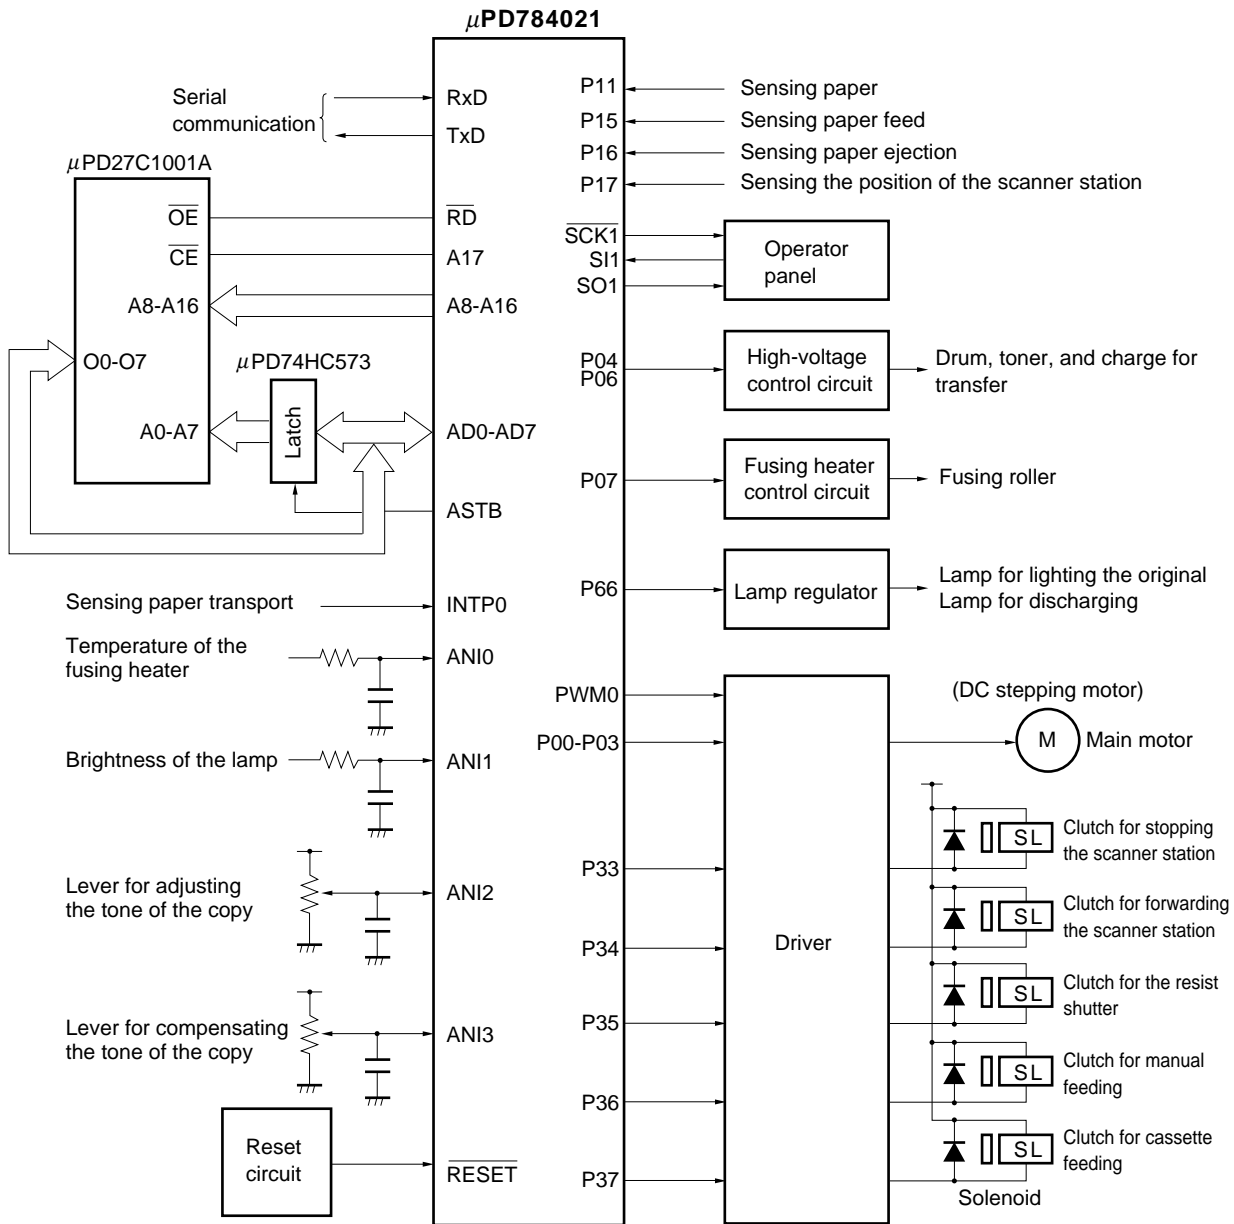 μPD784021
Serial
communication
RxD
TxD
μPD27C1001A
OE
RD
CE
A17
A8-A16
A8-A16
O0-O7
μPD74HC573
A0-A7
Latch
AD0-AD7
ASTB
Sensing paper transport
INTP0
Temperature of the
fusing heater
ANI0
Brightness of the lamp
ANI1
Lever for adjusting
the tone of the copy
ANI2
Lever for compensating
the tone of the copy
ANI3
Reset
circuit
RESET
P11
Sensing paper
P15
Sensing paper feed
P16
Sensing paper ejection
P17
Sensing the position of the scanner station
SCK1
SI1
SO1
Operator
panel
P04
P06
High-voltage
control circuit
Drum, toner, and charge for
transfer
P07
Fusing heater
control circuit
Fusing roller
P66
Lamp regulator
Lamp for lighting the original
Lamp for discharging
PWM0
P00-P03
Driver
(DC stepping motor)
M
Main motor
P33
SL
Clutch for stopping
the scanner station
P34
SL
Clutch for forwarding
the scanner station
P35
SL
Clutch for the resist
shutter
P36
SL
Clutch for manual
feeding
P37
SL
Clutch for cassette
feeding
Solenoid